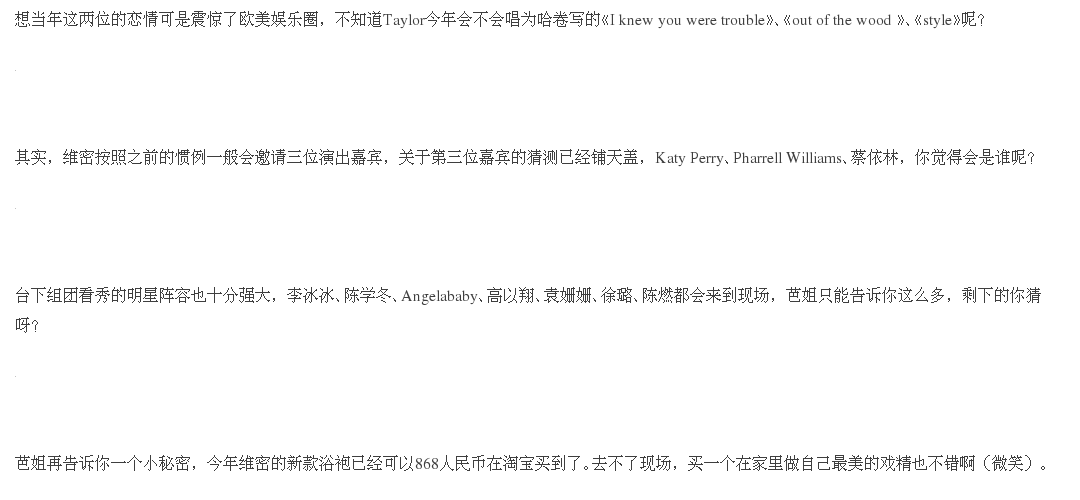 想当年这两位的恋情可是震惊了欧美娱乐圈，不知道Taylor今年会不会唱为哈卷写的《I knew you were trouble》、《out of the wood 》、《style》呢？
其实，维密按照之前的惯例一般会邀请三位演出嘉宾，关于第三位嘉宾的猜测已经铺天盖，Katy Perry、Pharrell Williams、蔡依林，你觉得会是谁呢？
台下组团看秀的明星阵容也十分强大，李冰冰、陈学冬、Angelababy、高以翔、袁姗姗、徐璐、陈燃都会来到现场，芭姐只能告诉你这么多，剩下的你猜
呀？
芭姐再告诉你一个小秘密，今年维密的新款浴袍已经可以868人民币在淘宝买到了。去不了现场，买一个在家里做自己最美的戏精也不错啊（微笑）。